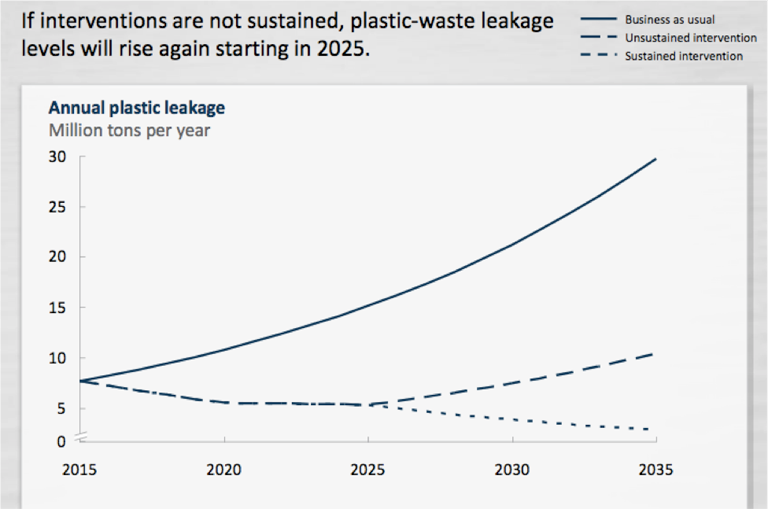 If interventions are not sustained, plastic-waste leakage
levels will rise again starting in 2025.
Business as usual
Unsustained intervention
Sustained intervention
Annual plastic leakage
Million tons per year
30
25
20
15
10
5
0
2015 2020 2025 2030 2035